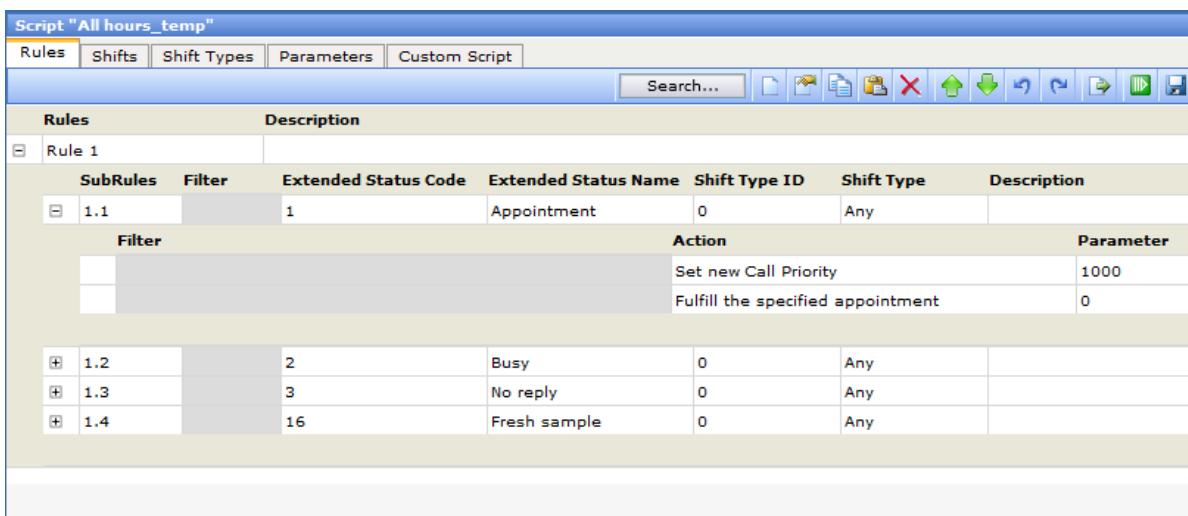 Script "All hours_temp"
Rules Shifts Shift Types Parameters Custom Script
Search...
Rules Description
Rule 1
SubRules Filter Extended Status Code Extended Status Name Shift Type ID Shift Type Description
1.1 1 Appointment 0 Any
Filter Action Parameter
Set new Call Priority 1000
Fulfill the specified appointment 0
1.2 2 Busy 0 Any
1.3 3 No reply 0 Any
1.4 16 Fresh sample 0 Any